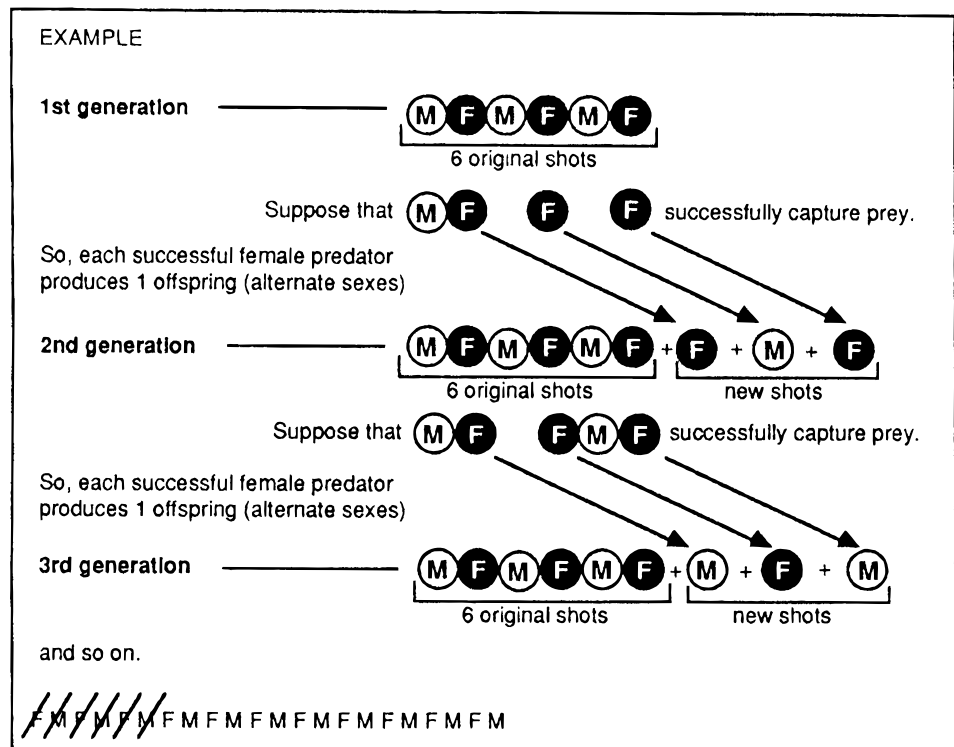 EXAMPLE
1st generation M F M F M F
6 original shots
Suppose that M F F F successfully capture prey.
So, each successful female predator
produces 1 offspring (alternate sexes)
2nd generation M F M F M F + F + M + F
6 original shots new shots
Suppose that M F F M F successfully capture prey.
So, each successful female predator
produces 1 offspring (alternate sexes)
3rd generation M F M F M F + M + F + M
6 original shots new shots
and so on.
F M F M F M F M F M F M F M F M F M F M F M